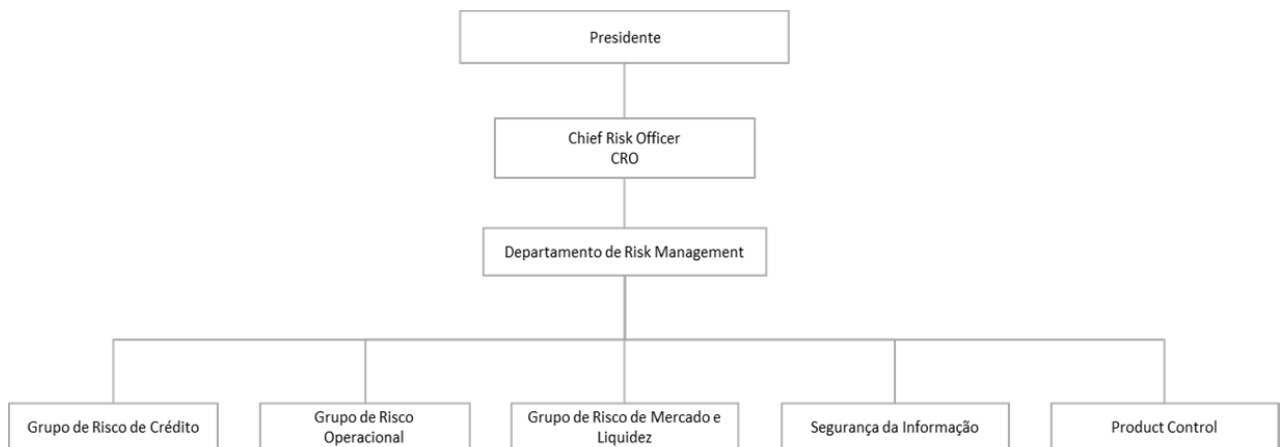 Presidente
Chief Risk Officer
CRO
Departamento de Risk Management
Grupo de Risco de Crédito
Grupo de Risco
Operacional
Grupo de Risco de Mercado e
Liquidez
Segurança da Informação
Product Control